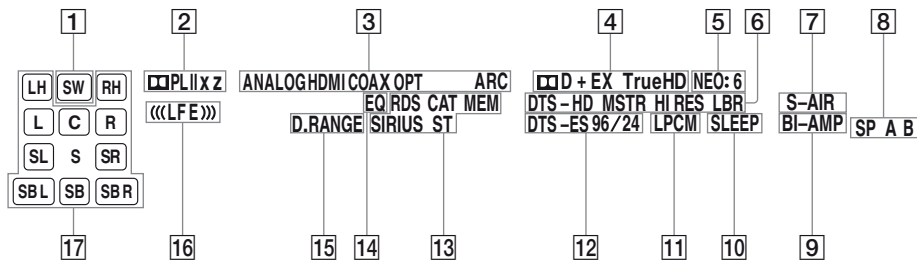 1 2 3 4 5 6 7 8
LH SW RH
L C R
SL S SR
SBL SB SBR
PLIIxz
(((LFE)))
ANALOG HDMI COAX OPT ARC
EQ RDS CAT MEM
D.RANGE SIRIUS ST
D+EX TrueHD NEO:6
DTS-HD MSTR HI RES LBR
DTS-ES 96/24 LPCM SLEEP
S-AIR
BI-AMP
SP A B
17 16 15 14 13 12 11 10 9